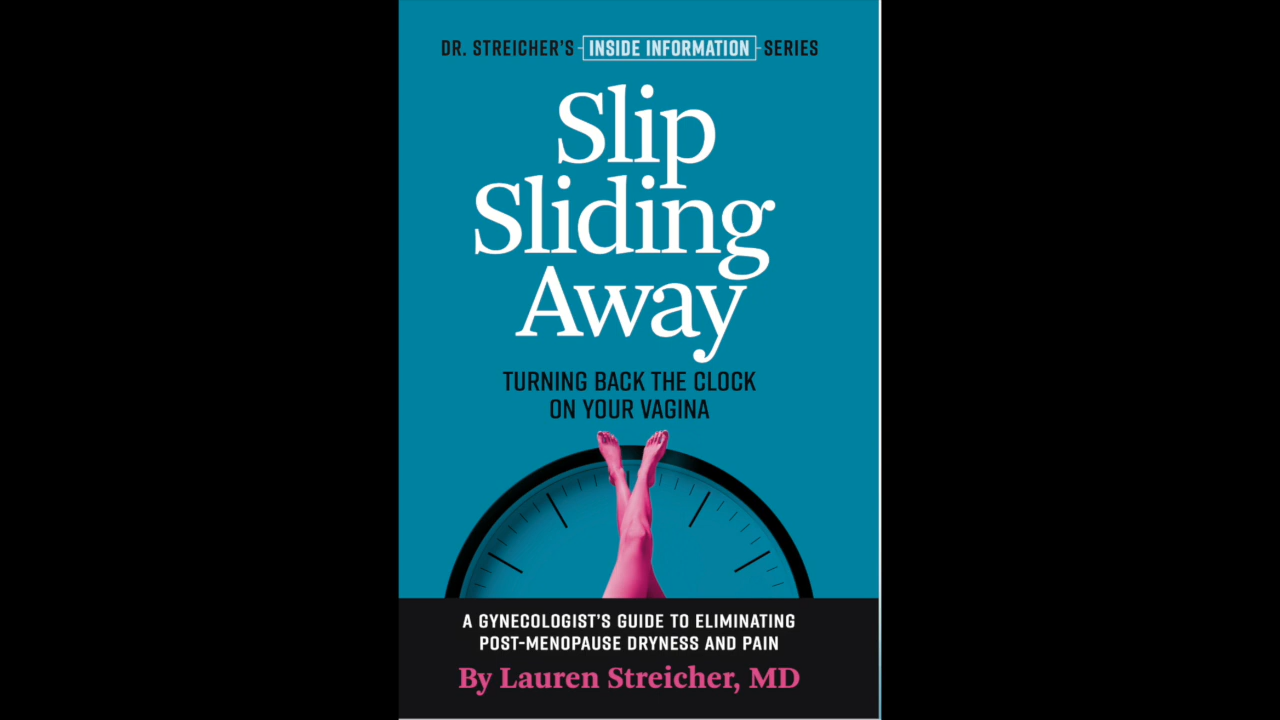 DR. STREICHER'S INSIDE INFORMATION SERIES
Slip
Sliding
Away
TURNING BACK THE CLOCK
ON YOUR VAGINA
A GYNECOLOGIST'S GUIDE TO ELIMINATING
POST-MENOPAUSE DRYNESS AND PAIN
By Lauren Streicher, MD